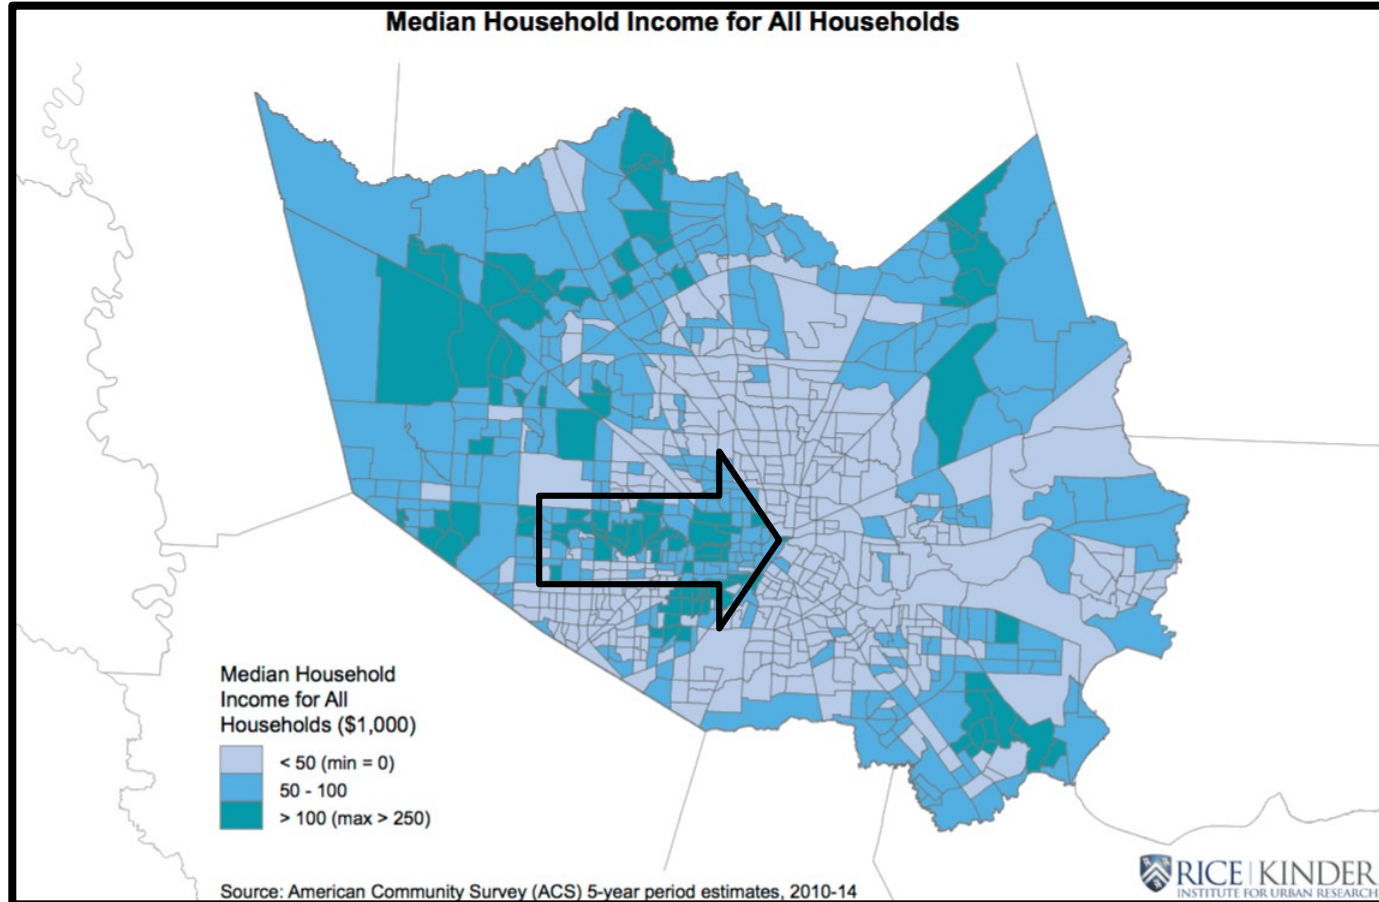 Median Household Income for All Households
Median Household
Income for All
Households ($1,000)
< 50 (min = 0)
50 - 100
> 100 (max > 250)
Source: American Community Survey (ACS) 5-year period estimates, 2010-14
RICE | KINDER
INSTITUTE FOR URBAN RESEARCH